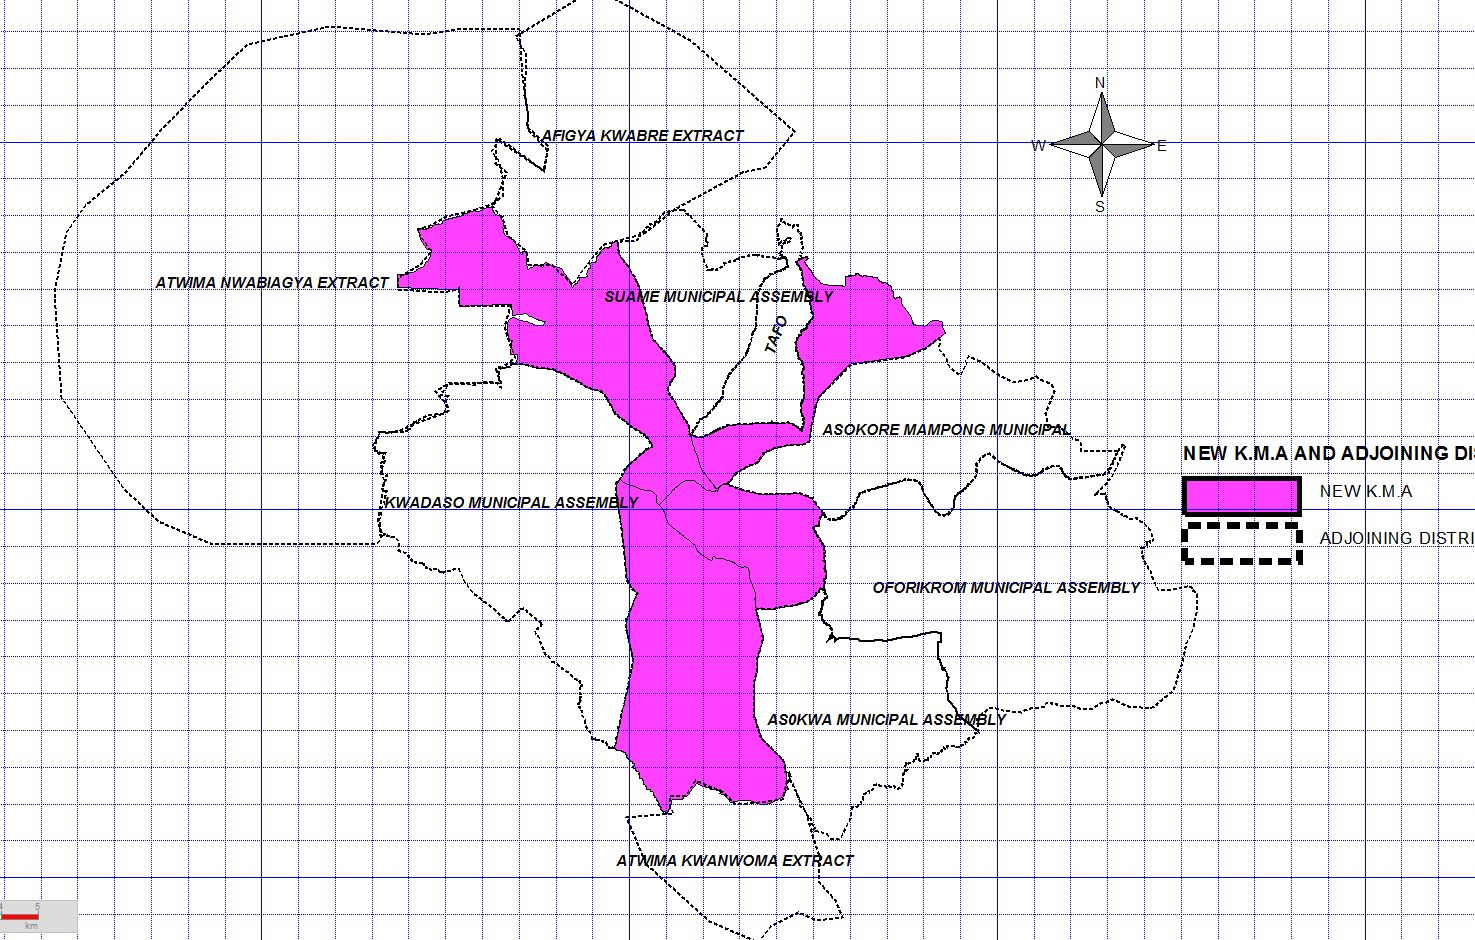 N
AFIGYA KWABRE EXTRACT
W
E
S
ATWIMA NWABIAGYA EXTRACT
SUAME MUNICIPAL ASSEMBLY
TAFO
ASOKORE MAMPONG MUNICIPAL
NEW K.M.A AND ADJOINING DIS
NEW K.M.A
KWADASO MUNICIPAL ASSEMBLY
ADJOINING DISTRI
OFORIKROM MUNICIPAL ASSEMBLY
AS0KWA MUNICIPAL ASSEMBLY
ATWIMA KWANWOMA EXTRACT
4 5
km